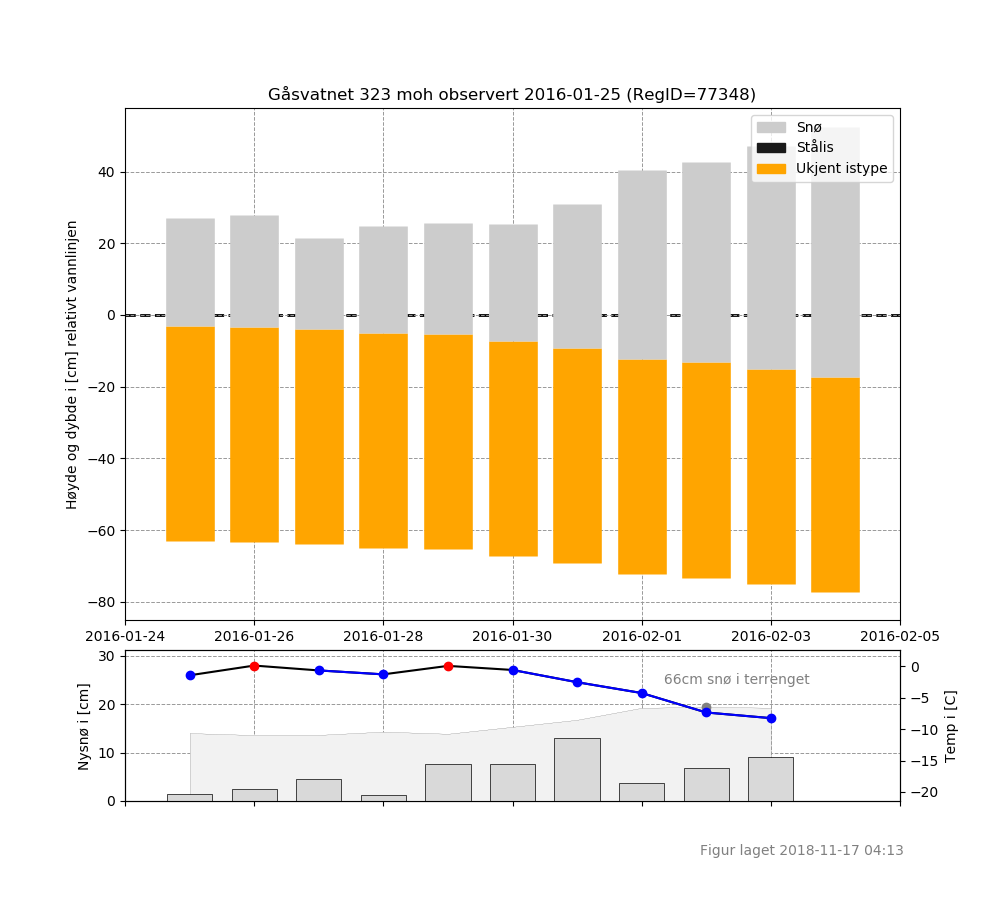 Gåsvatnet 323 moh observert 2016-01-25 (RegID=77348)
Snø
Stålis
Ukjent istype
Høyde og dybde i [cm] relativt vannlinjen
40
20
0
−20
−40
−60
−80
2016-01-24 2016-01-26 2016-01-28 2016-01-30 2016-02-01 2016-02-03 2016-02-05
Nysnø i [cm]
30
20
10
0
66cm snø i terrenget
0
−5
−10
−15
−20
Temp i [C]
Figur laget 2018-11-17 04:13